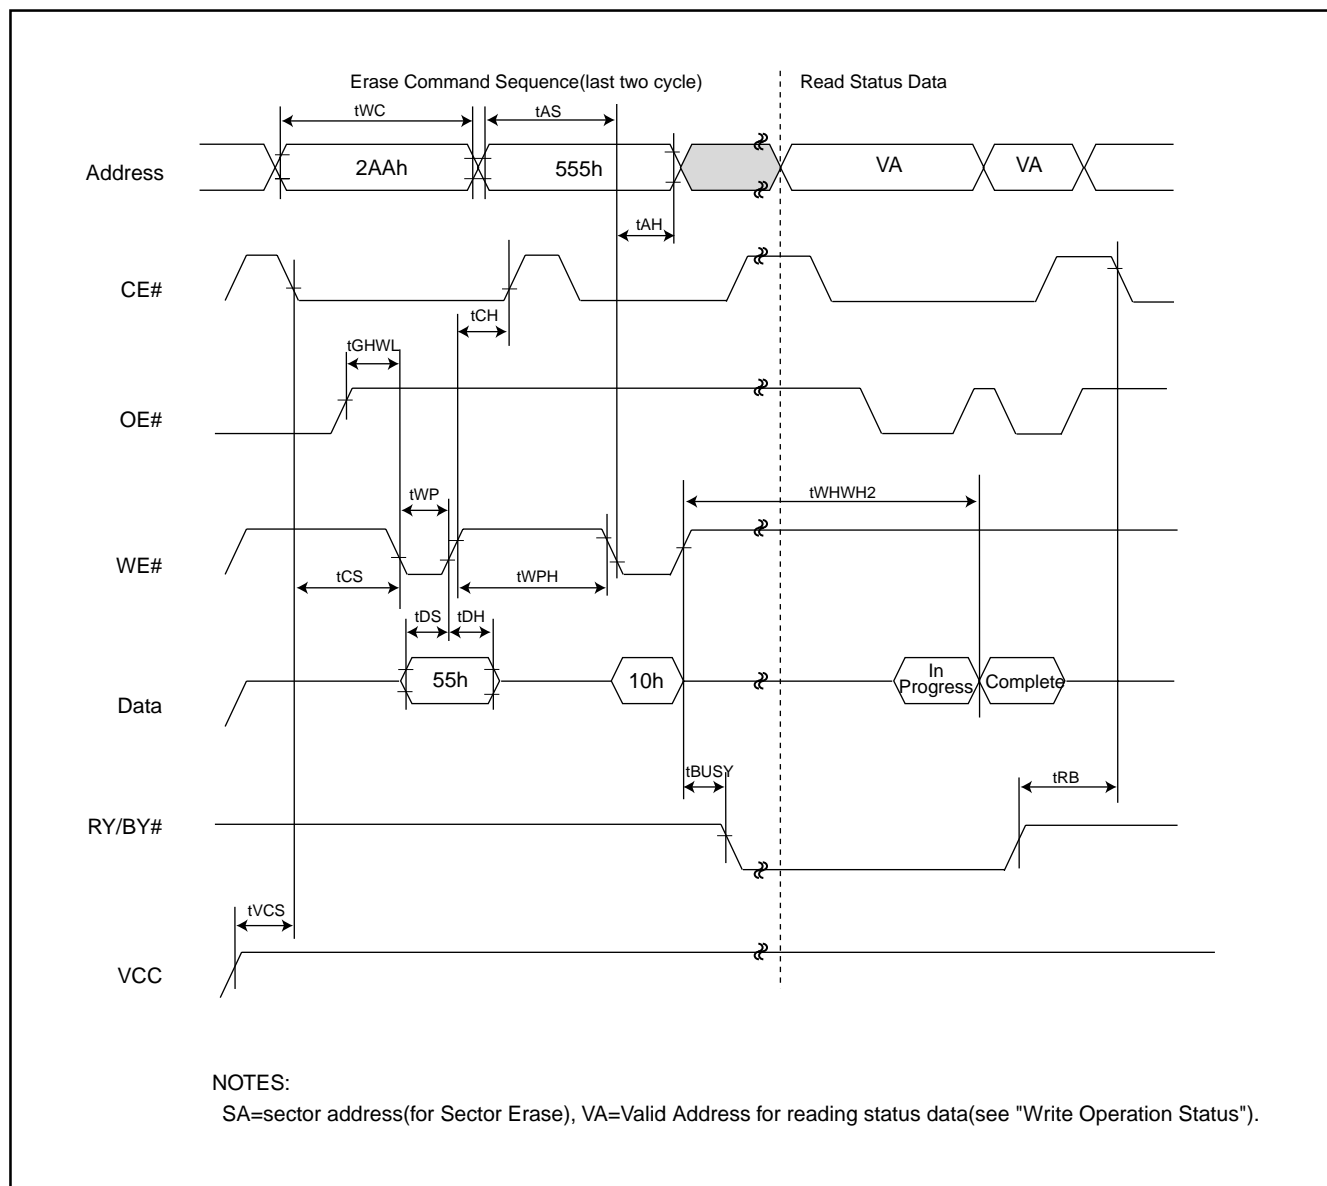 Erase Command Sequence(last two cycle) Read Status Data
tWC tAS
Address 2AAh 555h VA VA
tAH
CE#
tCH
tGHWL
OE#
tWP tWHWH2
WE#
tCS tWPH
tDS tDH
Data 55h 10h In Progress Complete
tBUSY tRB
RY/BY#
tVCS
VCC
NOTES:
SA=sector address(for Sector Erase), VA=Valid Address for reading status data(see "Write Operation Status").